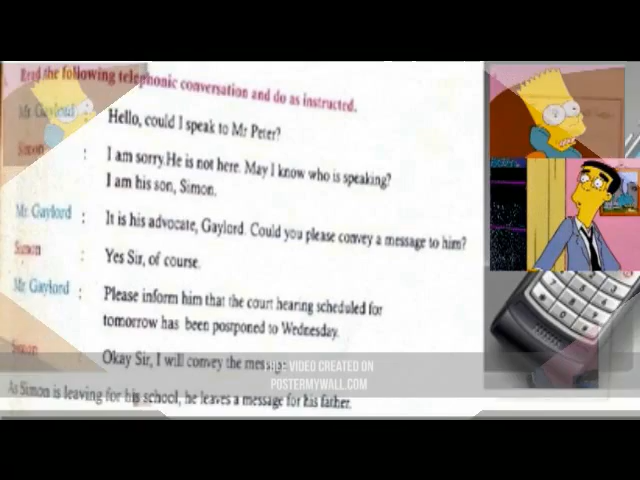 Read the following telephonic conversation and do as instructed.
Mr Gaylord : Hello, could I speak to Mr Peter?
Simon : I am sorry.He is not here. May I know who is speaking?
I am his son, Simon.
Mr. Gaylord : It is his advocate, Gaylord. Could you please convey a message to him?
Simon : Yes Sir, of course.
Mr Gaylord : Please inform him that the court hearing scheduled for
tomorrow has been postponed to Wednesday.
Simon : Okay Sir, I will convey the message
VIDEO CREATED ON
POSTERMYWALL.COM
As Simon is leaving for his school, he leaves a message for his father.